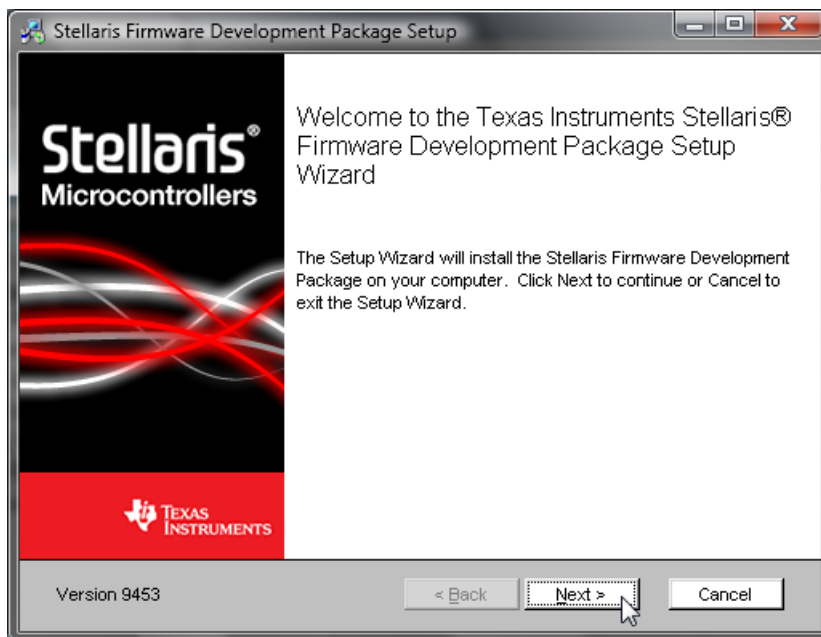 Stellaris Firmware Development Package Setup
Stellaris®
Microcontrollers
Welcome to the Texas Instruments Stellaris®
Firmware Development Package Setup
Wizard
The Setup Wizard will install the Stellaris Firmware Development
Package on your computer. Click Next to continue or Cancel to
exit the Setup Wizard.
TEXAS
INSTRUMENTS
Version 9453
< Back
Next >
Cancel